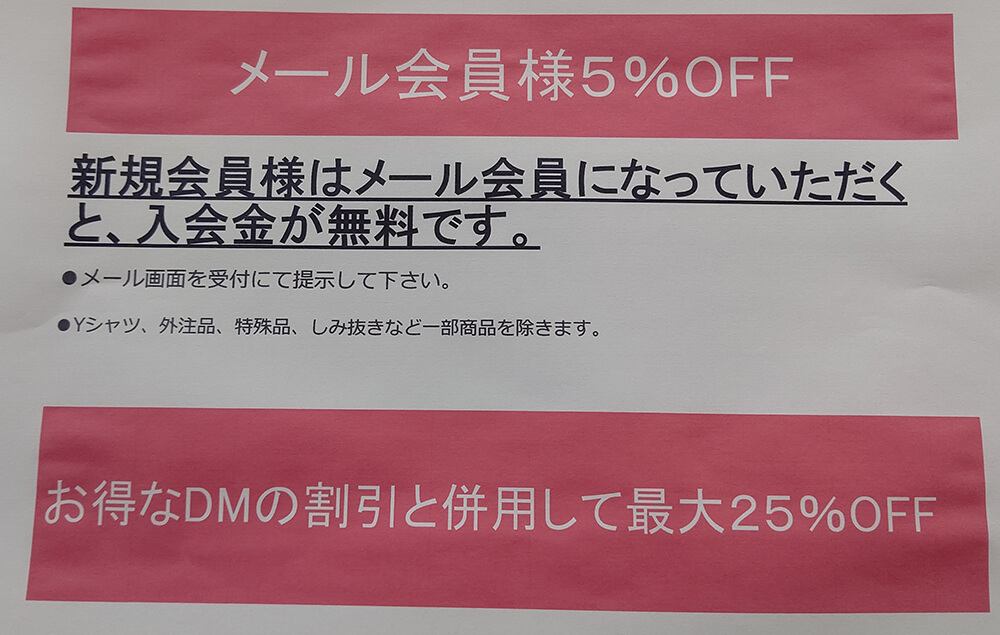 メール会員様5%OFF
新規会員様はメール会員になっていただく
と、入会金が無料です。
●メール画面を受付にて提示して下さい。
●Yシャツ、外注品、特殊品、しみ抜きなど一部商品を除きます。
お得なDMの割引と併用して最大25%OFF